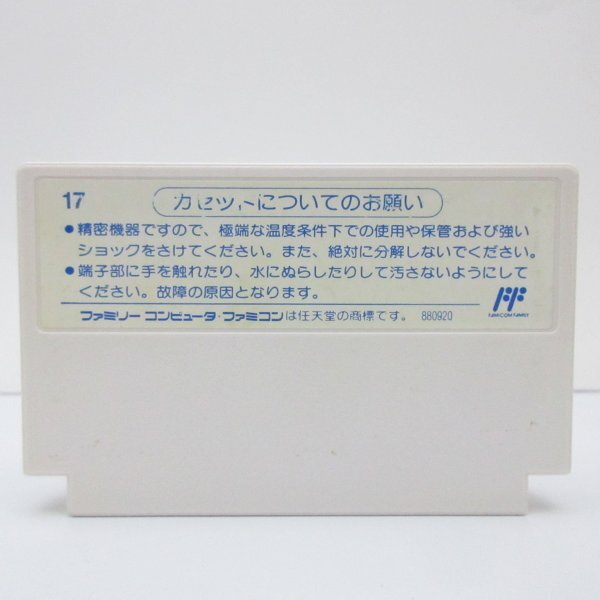 17
カセットについてのお願い
●精密機器ですので、極端な温度条件下での使用や保管および強い
ショックをさけてください。また、絶対に分解しないでください。
●端子部に手を触れたり、水にぬらしたりして汚さないようにして
ください。故障の原因となります。
FF
FAMICOM FAMILY
ファミリー コンピュータ・ファミコンは任天堂の商標です。 880920